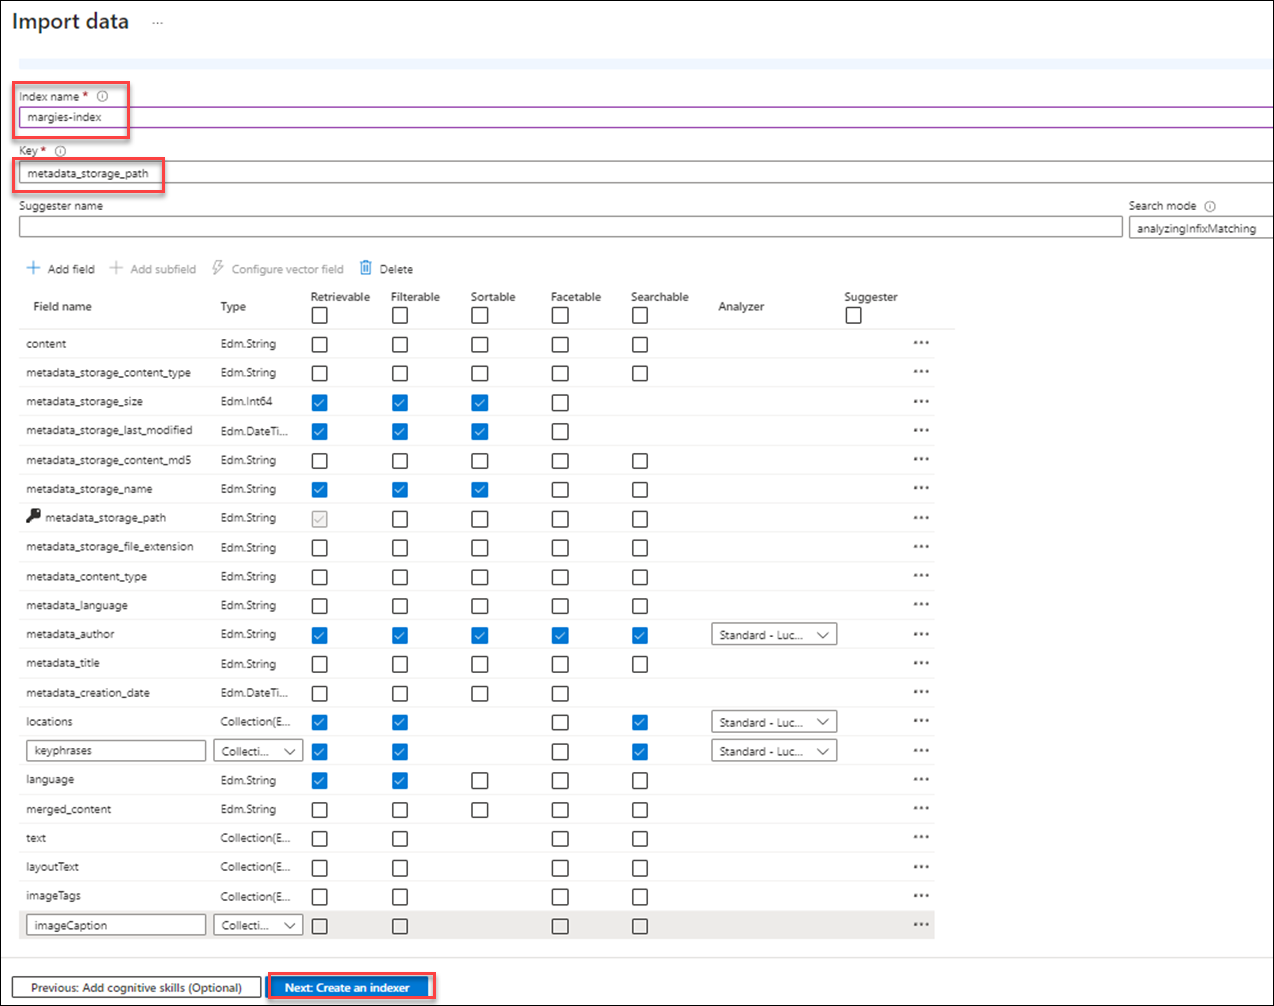 Import data ...
Index name *
margies-index
Key *
metadata_storage_path
Suggester name Search mode
analyzingInfixMatching
Add field Add subfield Configure vector field Delete
Field name Type Retrievable Filterable Sortable Facetable Searchable Analyzer Suggester
content Edm.String ...
metadata_storage_content_type Edm.String ...
metadata_storage_size Edm.Int64 ...
metadata_storage_last_modified Edm.DateTi... ...
metadata_storage_content_md5 Edm.String ...
metadata_storage_name Edm.String ...
metadata_storage_path Edm.String ...
metadata_storage_file_extension Edm.String ...
metadata_content_type Edm.String ...
metadata_language Edm.String ...
metadata_author Edm.String Standard - Luc... ...
metadata_title Edm.String ...
metadata_creation_date Edm.DateTi... ...
locations Collection(E... Standard - Luc... ...
keyphrases Collecti... Standard - Luc... ...
language Edm.String ...
merged_content Edm.String ...
text Collection(E... ...
layoutText Collection(E... ...
imageTags Collection(E... ...
imageCaption Collecti... ...
Previous: Add cognitive skills (Optional) Next: Create an indexer